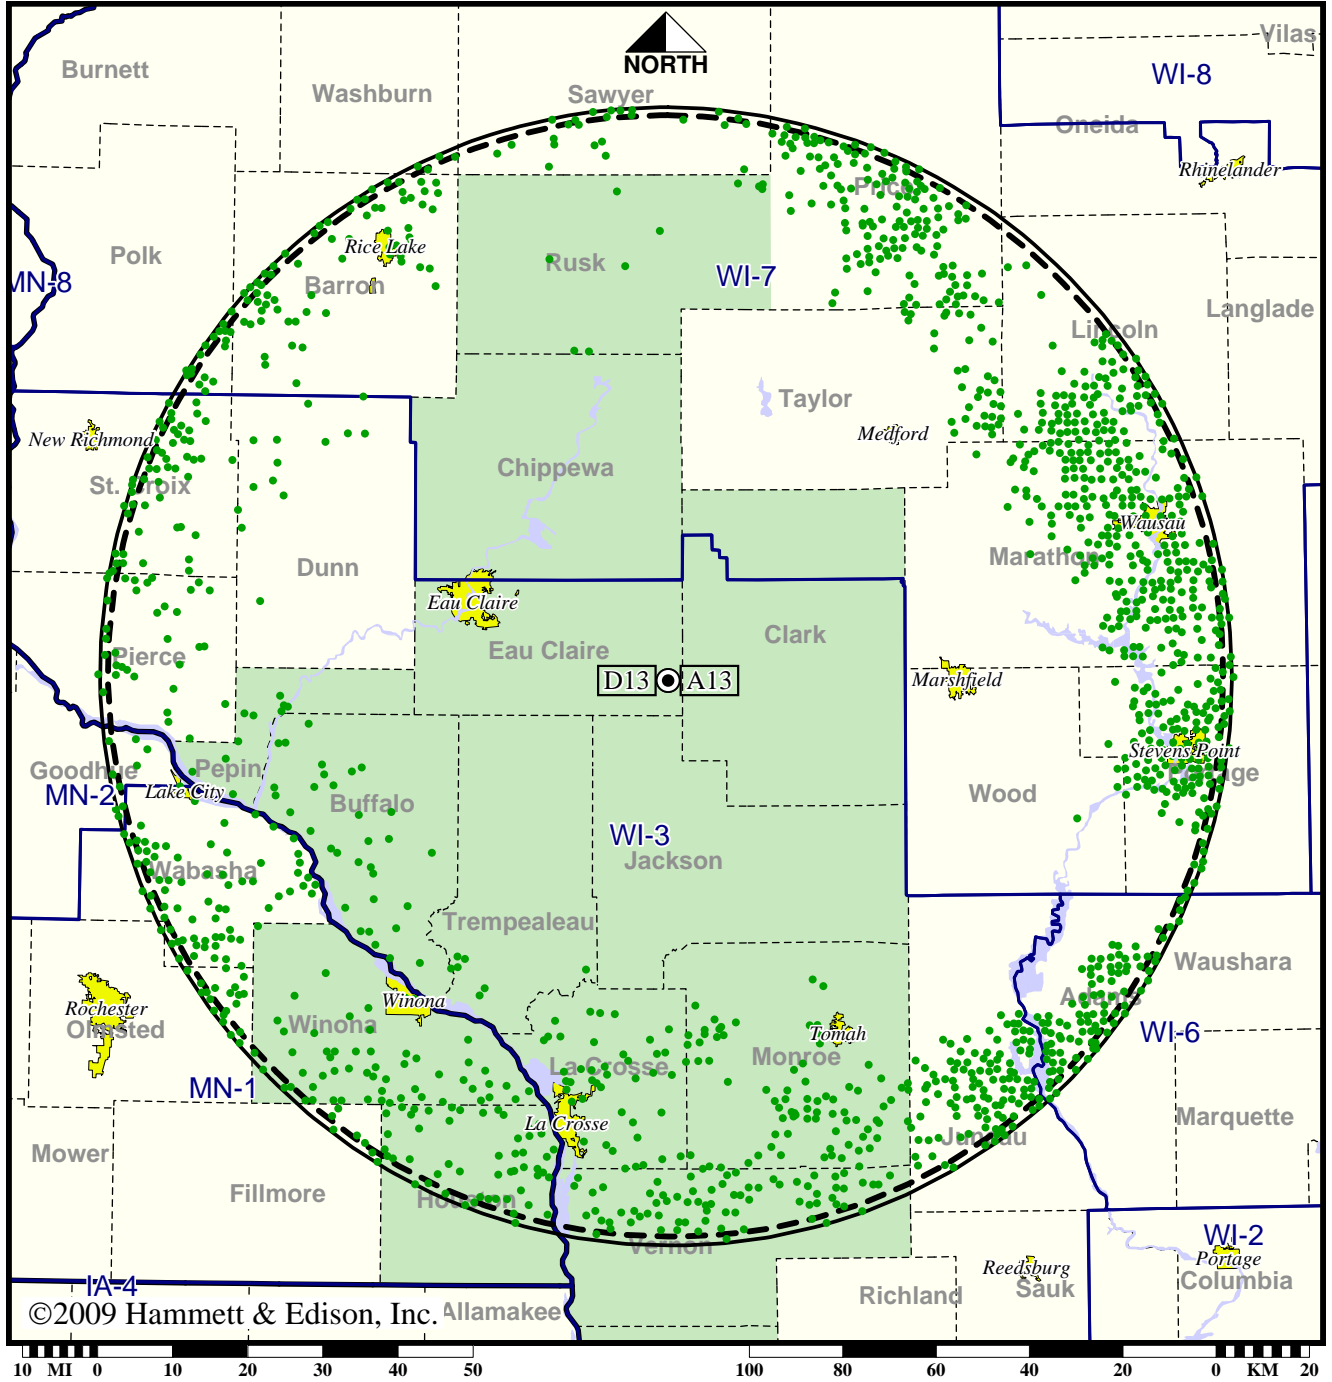 NORTH
Burnett
Washburn
Sawyer
Vilas
WI-8
Oneida
Rhinelander
Price
Polk
Rice Lake
Rusk
WI-7
Barron
MN-8
Langlade
Lincoln
Taylor
Medford
New Richmond
Chippewa
St. Croix
Wausau
Marathon
Dunn
Eau Claire
Eau Claire
Clark
Pierce
D13
A13
Marshfield
Stevens Point
Portage
Goodhue
Pepin
Lake City
MN-2
Buffalo
Wood
WI-3
Jackson
Wabasha
Trempealeau
Waushara
Adams
Winona
Rochester
Olmsted
Winona
Tomah
Monroe
WI-6
La Crosse
MN-1
La Crosse
Marquette
Juneau
Mower
Fillmore
Houston
Vernon
WI-2
Portage
Reedsburg
Sauk
Columbia
IA-4
Richland
©2009 Hammett & Edison, Inc.
Allamakee
10 MI 0 10 20 30 40 50
100 80 60 40 20 0 KM 20